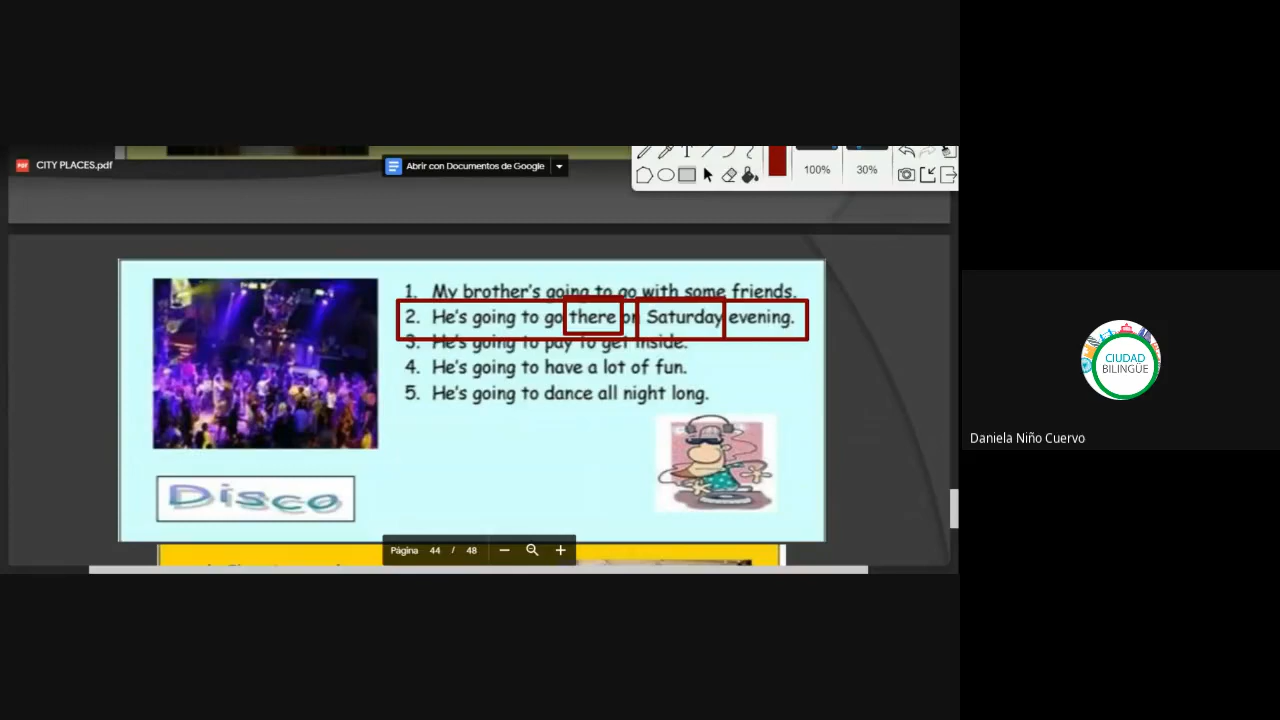 CITY PLACES.pdf
Abrir con Documentos de Google
100%
30%
1. My brother's going to go with some friends.
2. He's going to go there on Saturday evening.
3. He's going to pay to get inside.
4. He's going to have a lot of fun.
5. He's going to dance all night long.
Disco
Página 44 / 48
CIUDAD
BILINGÜE
Daniela Niño Cuervo